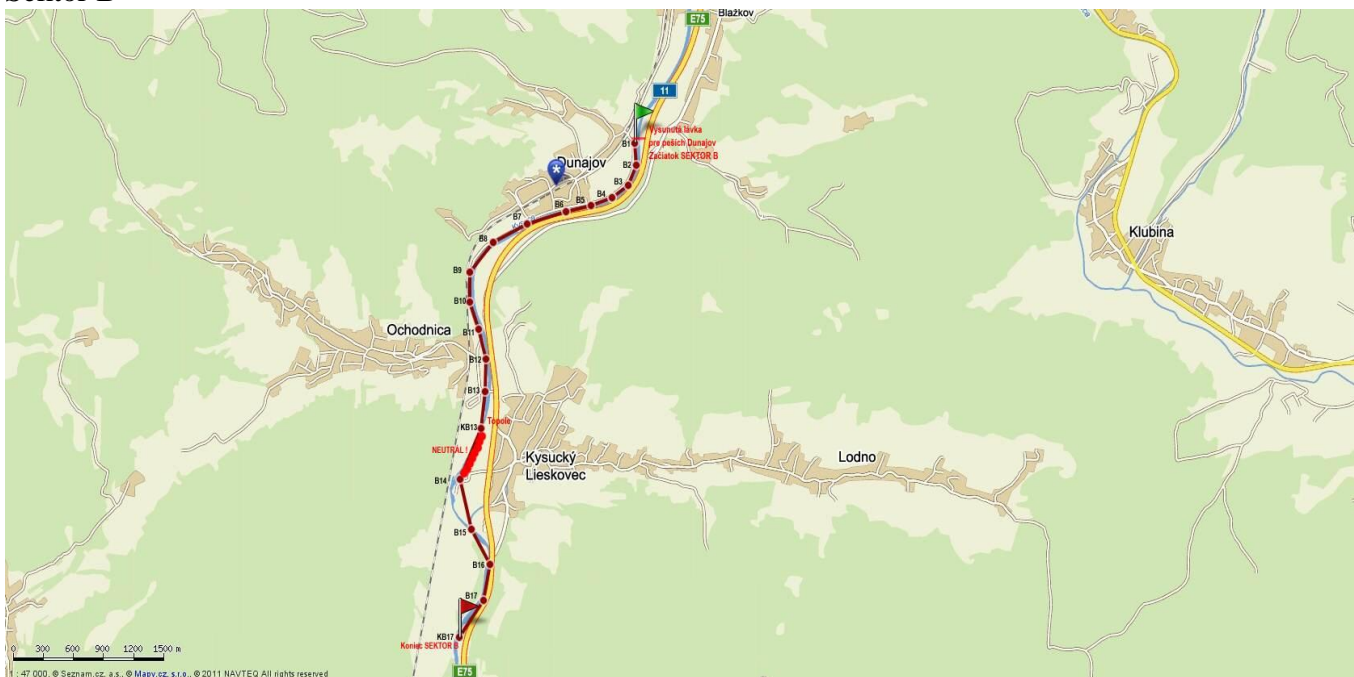 Blažkov
E75
11
Vysunutá lávka
pre peších Dunajov
Začiatok SEKTOR B
B1
B2
Dunajov
B3
B4
B5
B6
B7
B8
Klubina
B9
B10
Ochodnica
B11
B12
B13
KB13
Topole
NEUTRAL !
Kysucký
Lieskovec
Lodno
B14
B15
B16
B17
KB17
Koniec SEKTOR B
E75
0 300 600 900 1200 1500 m
1 : 47 000, © Seznam.cz, a.s., © Mapy.cz, s.r.o., © 2011 NAVTEQ All rights reserved